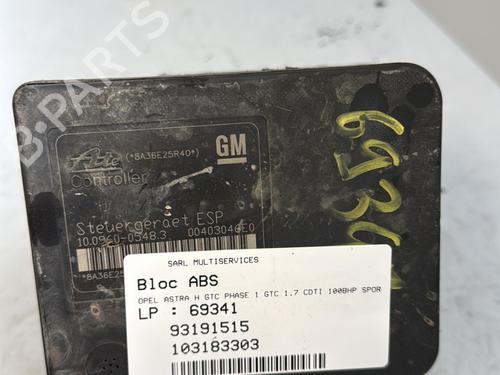 B-PARTS
Ate (*8A36E25R40*)
GM
Controller
69341
Steuergeraet ESP
10.0960-0548.3 00403046E0
*8A36E25
SARL MULTISERVICES
Bloc ABS
OPEL ASTRA H GTC PHASE 1 GTC 1.7 CDTI 100BHP SPOR
LP : 69341
93191515
103183303